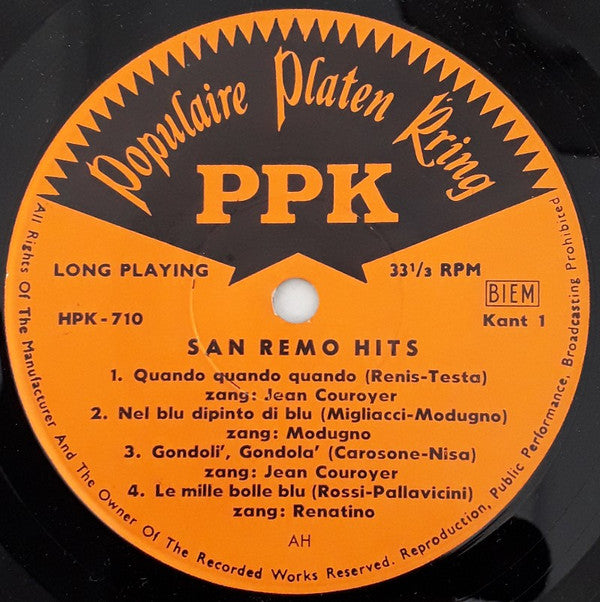 Populaire Platen Kring
PPK
LONG PLAYING
33 1/3 RPM
BIEM
HPK-710
Kant 1
SAN REMO HITS
1. Quando quando quando (Renis-Testa)
zang: Jean Couroyer
2. Nel blu dipinto di blu (Migliacci-Modugno)
zang: Modugno
3. Gondoli', Gondola' (Carosone-Nisa)
zang: Jean Couroyer
4. Le mille bolle blu (Rossi-Pallavicini)
zang: Renatino
AH
All Rights Of The Manufacturer And The Owner Of The Recorded Works Reserved. Reproduction, Public Performance, Broadcasting Prohibited